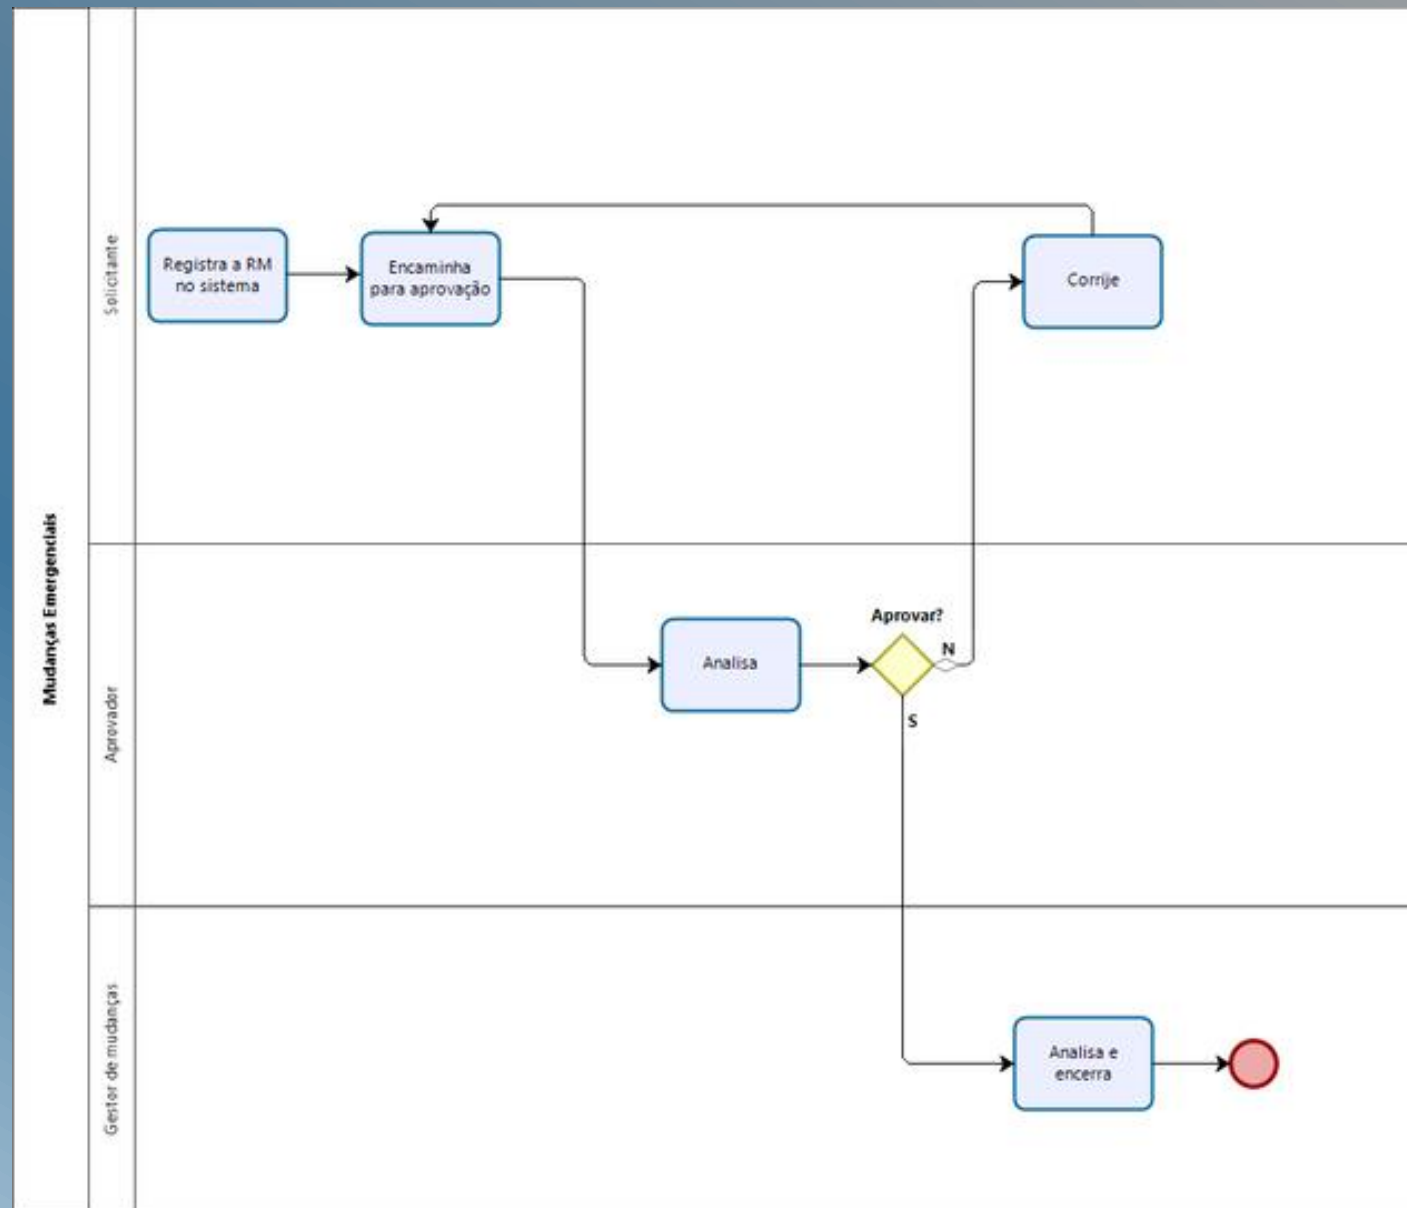 Mudanças Emergenciais
Solicitante
Registra a RM
no sistema
Encaminha
para aprovação
Corrije
Aprovador
Analisa
Aprovar?
N
S
Gestor de mudanças
Analisa e
encerra